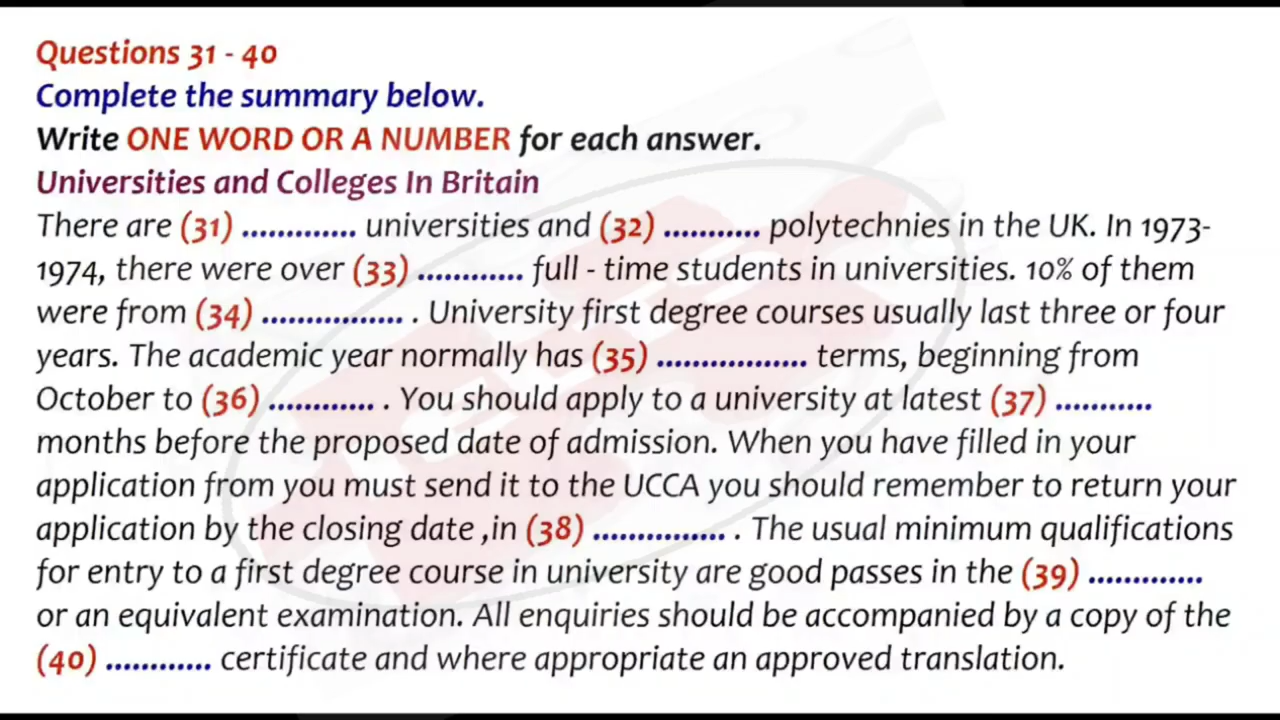 Questions 31 - 40
Complete the summary below.
Write ONE WORD OR A NUMBER for each answer.
Universities and Colleges In Britain
There are (31) ............. universities and (32) ........... polytechnies in the UK. In 1973-
1974, there were over (33) ............ full - time students in universities. 10% of them
were from (34) ................ . University first degree courses usually last three or four
years. The academic year normally has (35) ................. terms, beginning from
October to (36) ............ . You should apply to a university at latest (37) ...........
months before the proposed date of admission. When you have filled in your
application from you must send it to the UCCA you should remember to return your
application by the closing date ,in (38) ............... . The usual minimum qualifications
for entry to a first degree course in university are good passes in the (39) .............
or an equivalent examination. All enquiries should be accompanied by a copy of the
(40) ............ certificate and where appropriate an approved translation.